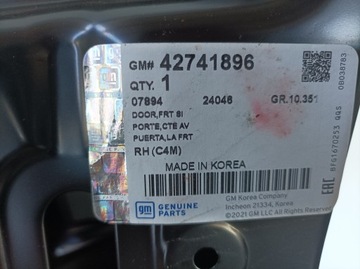 GM# 42741896
QTY. 1
07894 24046 GR.10.351
DOOR,FRT SI
PORTE,CTE AV
PUERTA,LA FRT
RH (C4M)
MADE IN KOREA
gm GENUINE PARTS
GM Korea Company
Incheon 21334, Korea
©2021 GM LLC All Rights Reserved
08038783
EAC